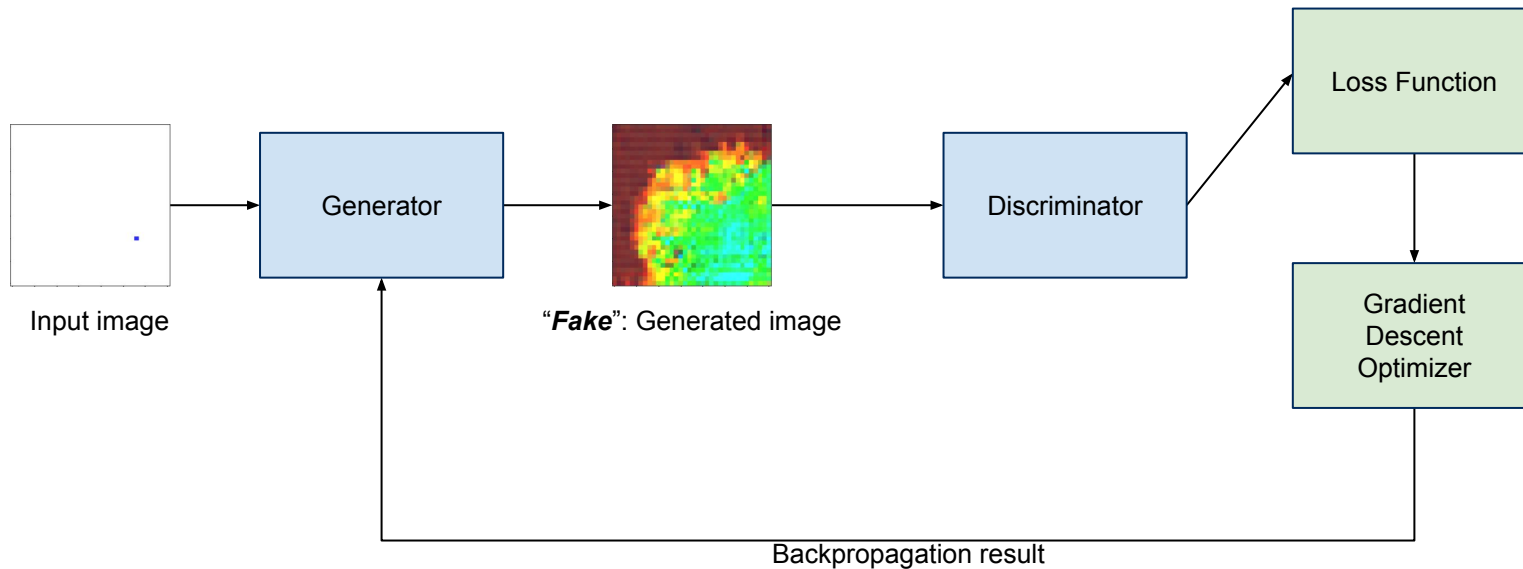 Loss Function
Generator
Discriminator
Input image
“Fake”: Generated image
Gradient
Descent
Optimizer
Backpropagation result